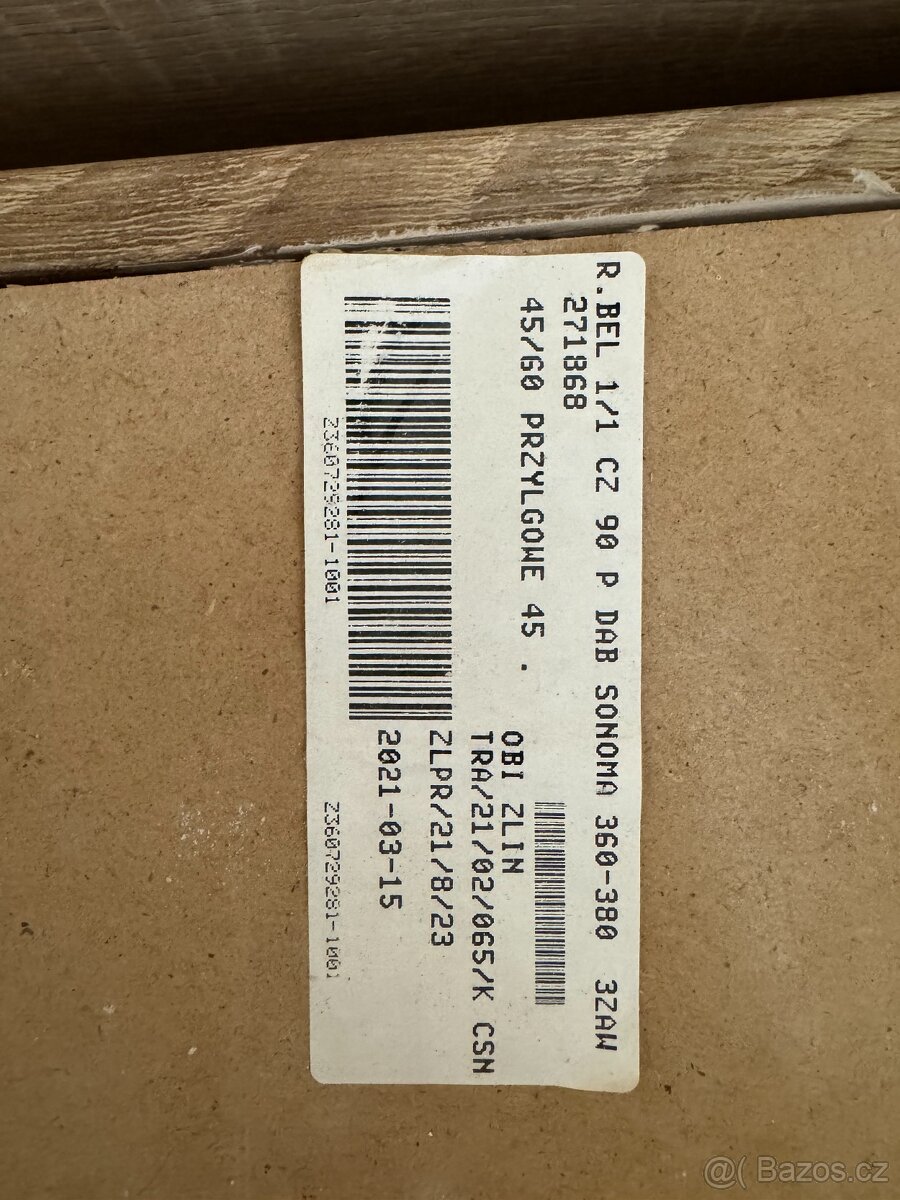 R.BEL 1/1 CZ 90 P DAB SONOMA 360-380 3ZAW
271868
45/60 PRZYLGOWE 45 .
OBI ZLIN
TRA/21/02/065/K CSN
ZLPR/21/8/23
2021-03-15
2360729281-1001
2360729281-1001
@( Bazos.cz